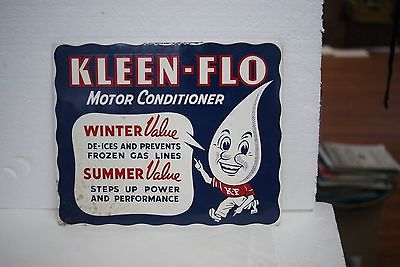 KLEEN-FLO
MOTOR CONDITIONER
WINTER Value
DE-ICES AND PREVENTS
FROZEN GAS LINES
SUMMER Value
STEPS UP POWER
AND PERFORMANCE
KF